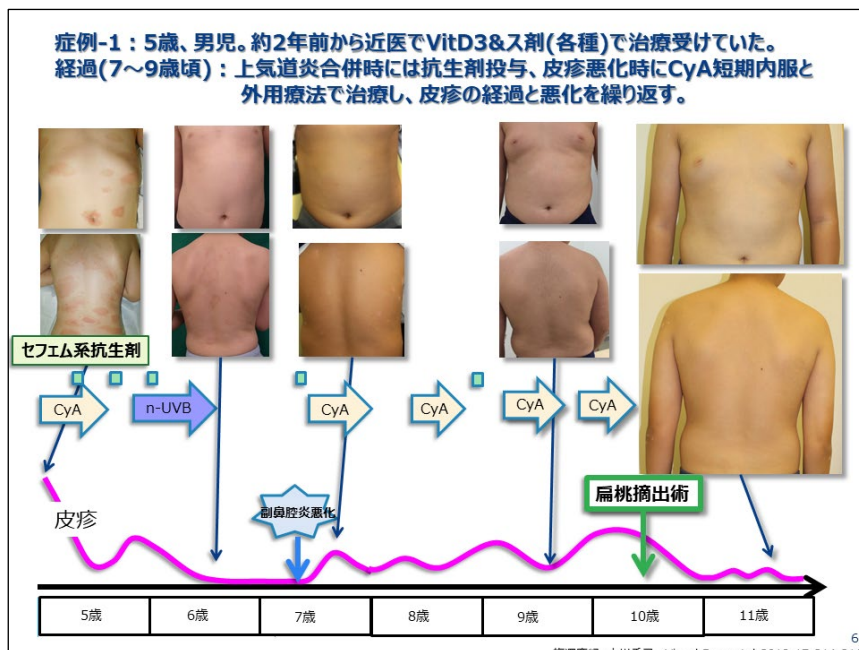 症例-1：5歳、男児。約2年前から近医でVitD3&ス剤(各種)で治療受けていた。
経過(7〜9歳頃)：上気道炎合併時には抗生剤投与、皮疹悪化時にCyA短期内服と
外用療法で治療し、皮疹の経過と悪化を繰り返す。
セフェム系抗生剤
CyA
n-UVB
CyA
CyA
CyA
CyA
皮疹
副鼻腔炎悪化
扁桃摘出術
5歳
6歳
7歳
8歳
9歳
10歳
11歳
6